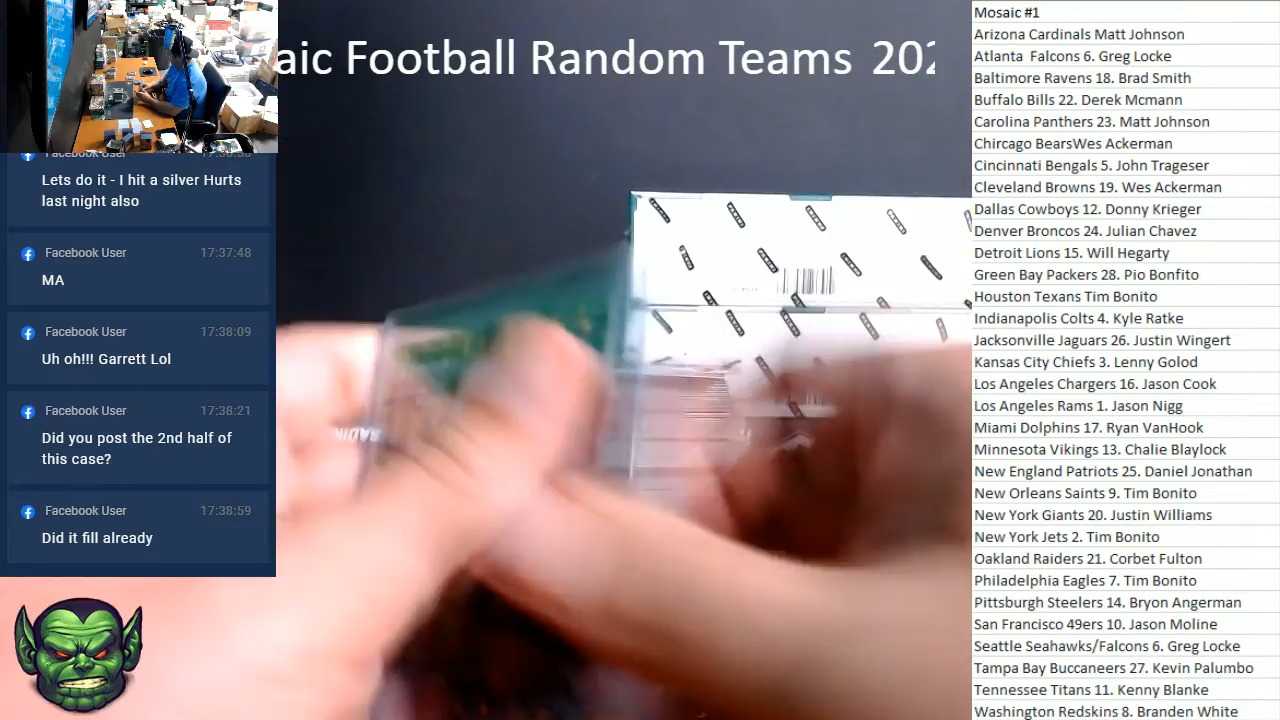 aic Football Random Teams 202
Facebook User 17:36:58
Lets do it - I hit a silver Hurts
last night also
Facebook User 17:37:48
MA
Facebook User 17:38:09
Uh oh!!! Garrett Lol
Facebook User 17:38:21
Did you post the 2nd half of
this case?
Facebook User 17:38:59
Did it fill already
Mosaic #1
Arizona Cardinals Matt Johnson
Atlanta  Falcons 6. Greg Locke
Baltimore Ravens 18. Brad Smith
Buffalo Bills 22. Derek Mcmann
Carolina Panthers 23. Matt Johnson
Chircago BearsWes Ackerman
Cincinnati Bengals 5. John Trageser
Cleveland Browns 19. Wes Ackerman
Dallas Cowboys 12. Donny Krieger
Denver Broncos 24. Julian Chavez
Detroit Lions 15. Will Hegarty
Green Bay Packers 28. Pio Bonfito
Houston Texans Tim Bonito
Indianapolis Colts 4. Kyle Ratke
Jacksonville Jaguars 26. Justin Wingert
Kansas City Chiefs 3. Lenny Golod
Los Angeles Chargers 16. Jason Cook
Los Angeles Rams 1. Jason Nigg
Miami Dolphins 17. Ryan VanHook
Minnesota Vikings 13. Chalie Blaylock
New England Patriots 25. Daniel Jonathan
New Orleans Saints 9. Tim Bonito
New York Giants 20. Justin Williams
New York Jets 2. Tim Bonito
Oakland Raiders 21. Corbet Fulton
Philadelphia Eagles 7. Tim Bonito
Pittsburgh Steelers 14. Bryon Angerman
San Francisco 49ers 10. Jason Moline
Seattle Seahawks/Falcons 6. Greg Locke
Tampa Bay Buccaneers 27. Kevin Palumbo
Tennessee Titans 11. Kenny Blanke
Washington Redskins 8. Branden White